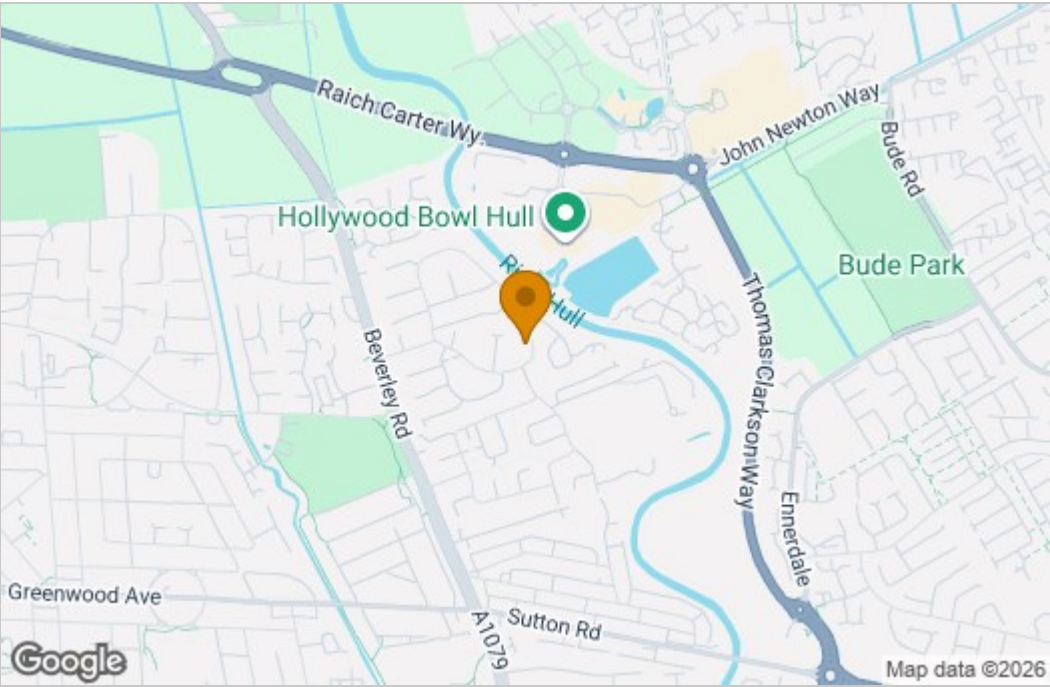 Raich Carter Wy
John Newton Way
Bude Rd
Hollywood Bowl Hull
Bude Park
Hull
Thomas Clarkson Way
Beverley Rd
Ennerdale
Greenwood Ave
Sutton Rd
A1079
Google
Map data ©2026